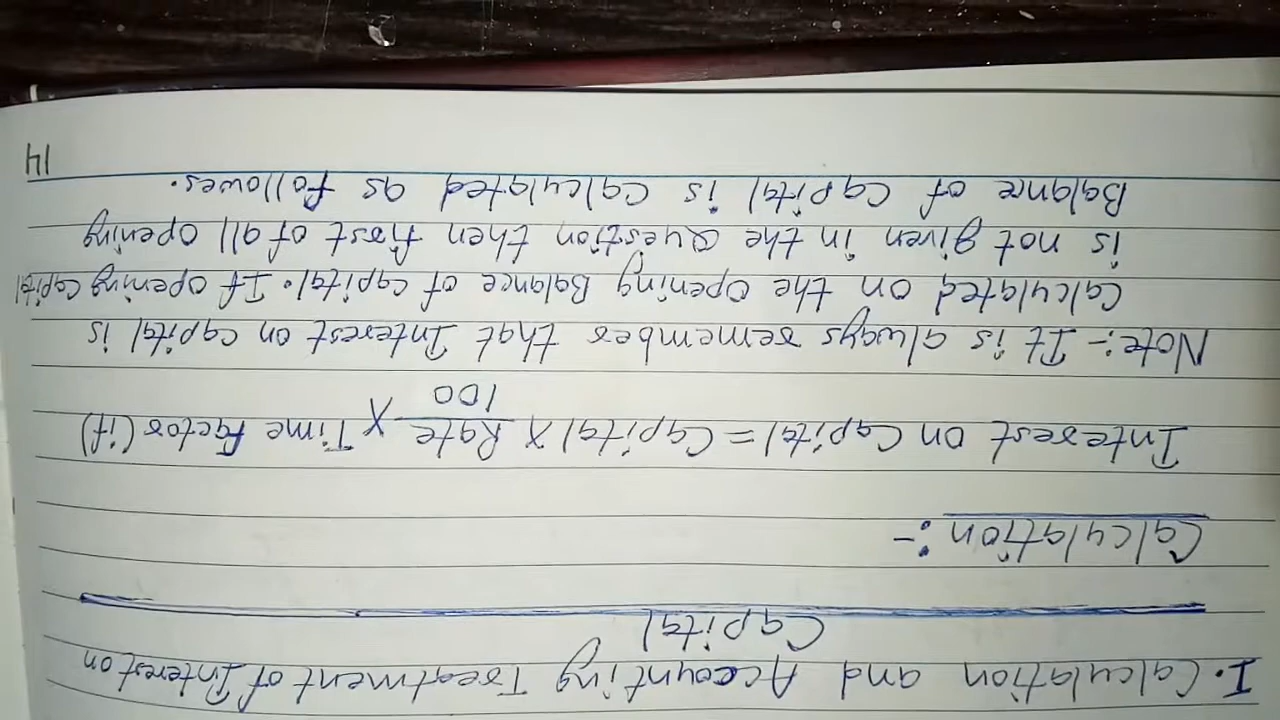 I. Calculation and Accounting Treatment of Interest on
Capital
Calculation :-
Interest on Capital = Capital X Rate/100 X Time Factor (if)
Note:- It is always remember that Interest on capital is
Calculated on the opening Balance of capital. If opening capital
is not given in the Question then first of all opening
Balance of capital is calculated as followes.
14